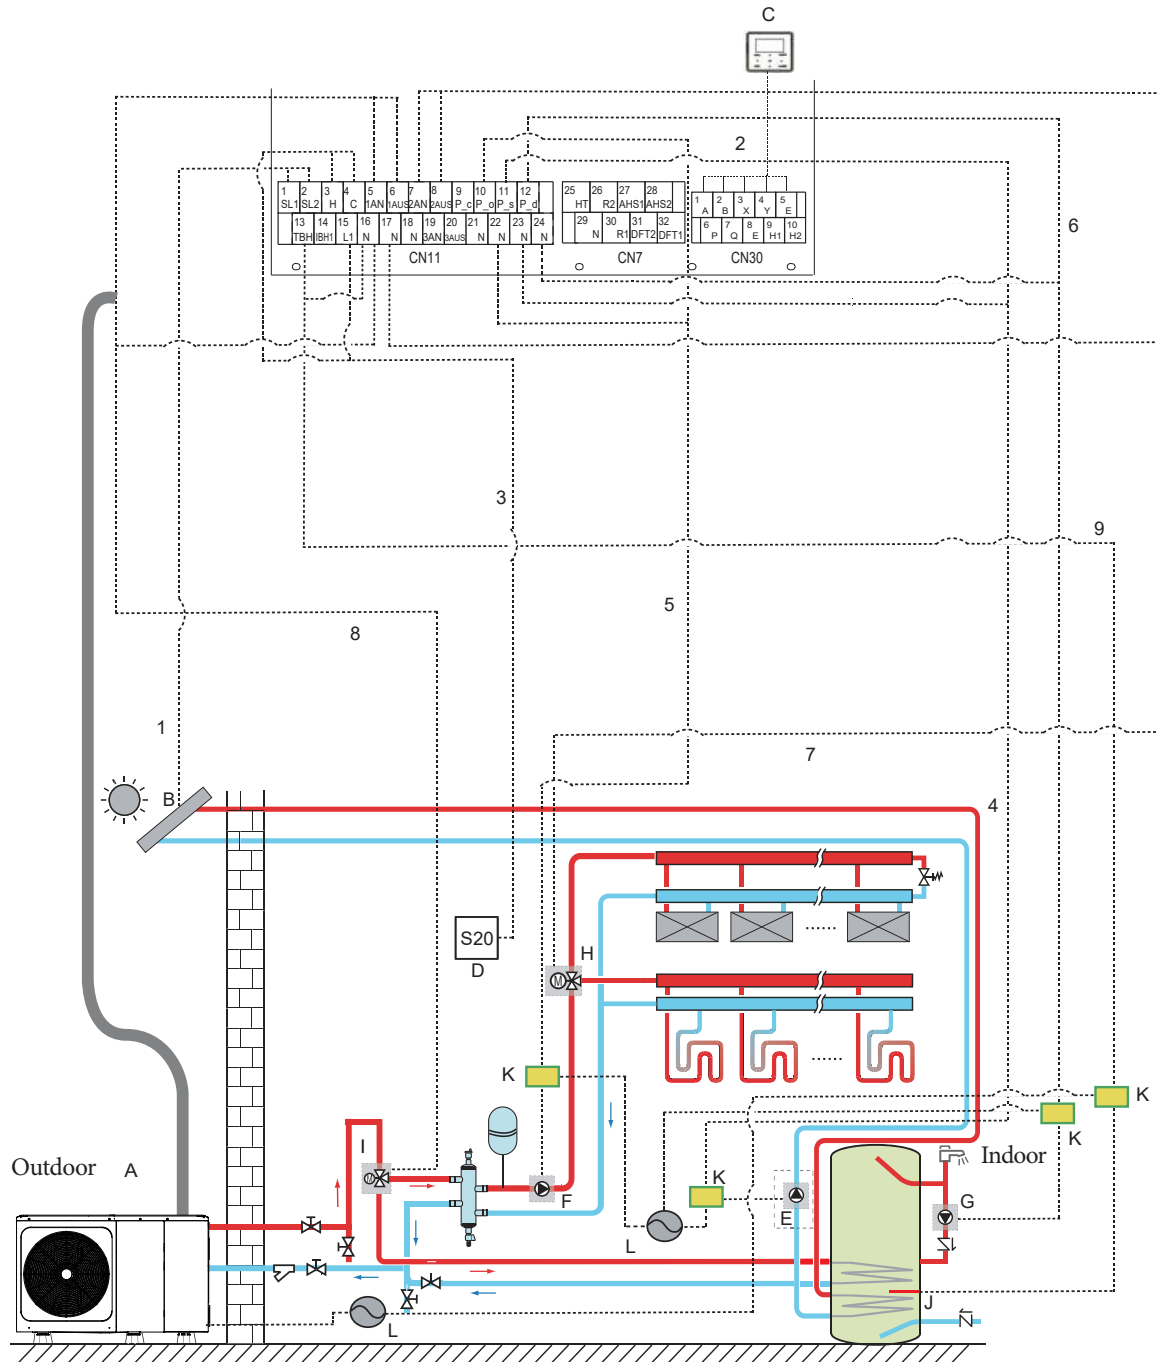 C
2
1 2 3 4 5 6 7 8 9 10 11 12
SL1 SL2 H C 1AN 1AUS 2AN 2AUS P_c P_o P_s P_d
13 14 15 16 17 18 19 20 21 22 23 24
TBH IBH1 L1 N N N 3AN 3AUS N N N N
CN11
25 26 27 28
HT R2 AHS1 AHS2
29 30 31 32
N R1 DFT2 DFT1
CN7
1 2 3 4 5
A B X Y E
6 7 8 9 10
P Q E H1 H2
CN30
6
3
9
5
8
1
7
B
4
S20
D
H
M
K
K
K
I
M
Outdoor A
Indoor
K
F
E
G
L
J
L